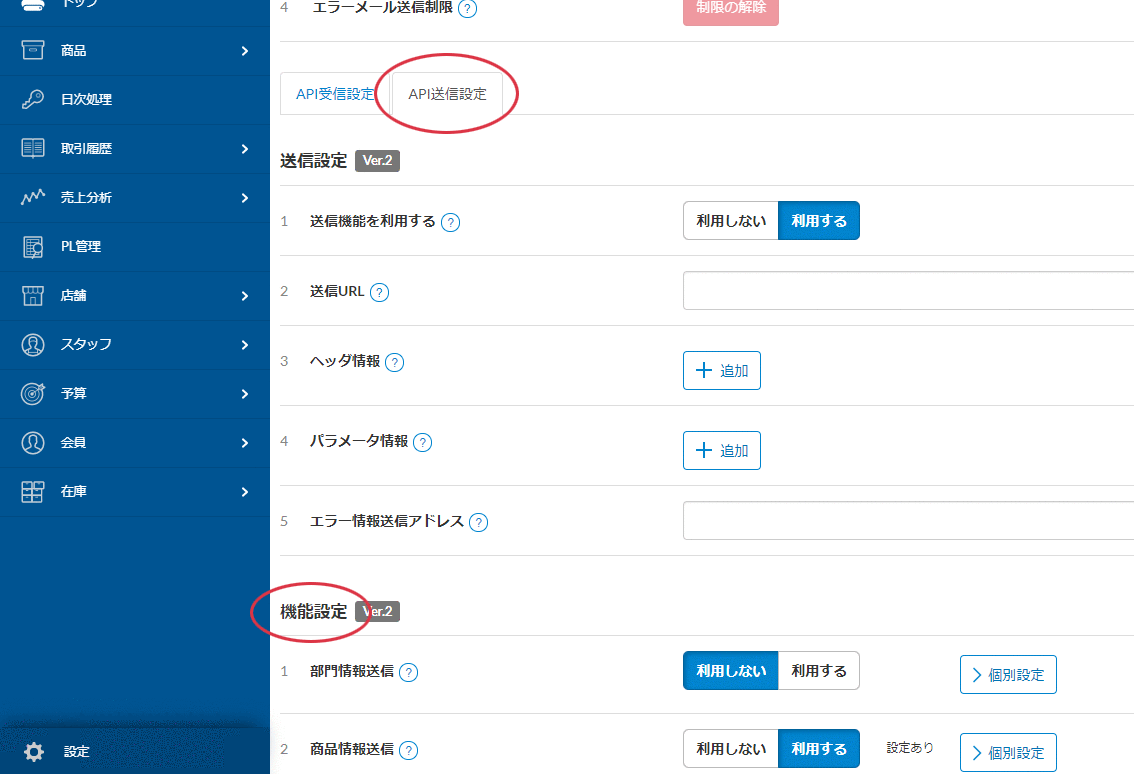 トップ
商品
日次処理
取引履歴
売上分析
PL管理
店舗
スタッフ
予算
会員
在庫
設定
4 エラーメール送信制限 ? 制限の解除
API受信設定 API送信設定
送信設定 Ver.2
1 送信機能を利用する ? 利用しない 利用する
2 送信URL ?
3 ヘッダ情報 ? + 追加
4 パラメータ情報 ? + 追加
5 エラー情報送信アドレス ?
機能設定 Ver.2
1 部門情報送信 ? 利用しない 利用する 個別設定
2 商品情報送信 ? 利用しない 利用する 設定あり 個別設定